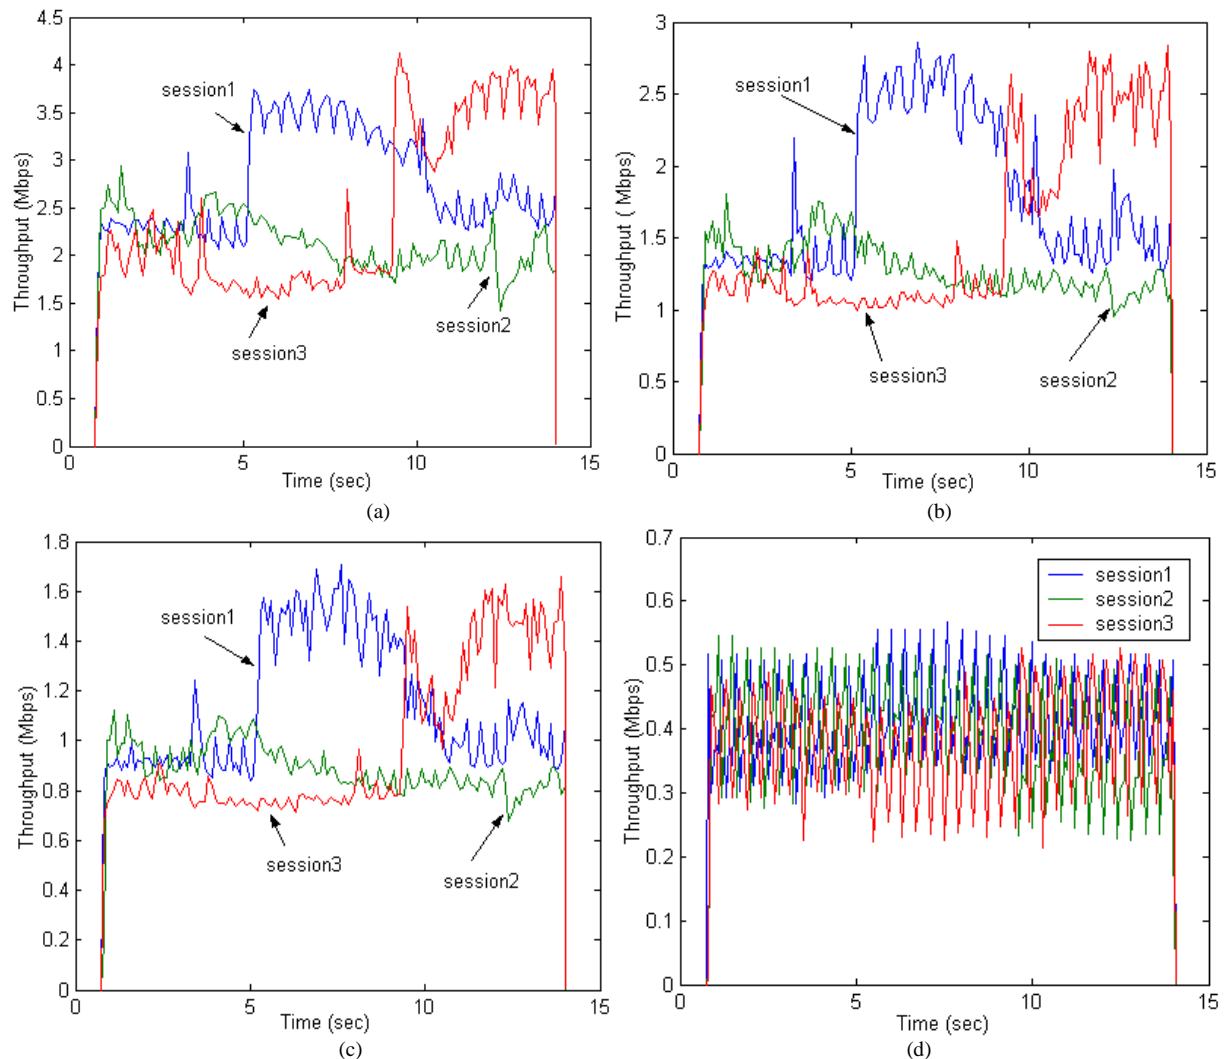 4.5
4
3.5
3
2.5
2
1.5
1
0.5
0
0
5
10
15
Throughput (Mbps)
Time (sec)
session1
session2
session3
(a)
3
2.5
2
1.5
1
0.5
0
0
5
10
15
Throughput ( Mbps)
Time (sec)
session1
session3
session2
(b)
1.8
1.6
1.4
1.2
1
0.8
0.6
0.4
0.2
0
0
5
10
15
Throughput (Mbps)
Time (sec)
session1
session3
session2
(c)
0.7
0.6
0.5
0.4
0.3
0.2
0.1
0
0
5
10
15
Throughput (Mbps)
Time (sec)
session1
session2
session3
(d)